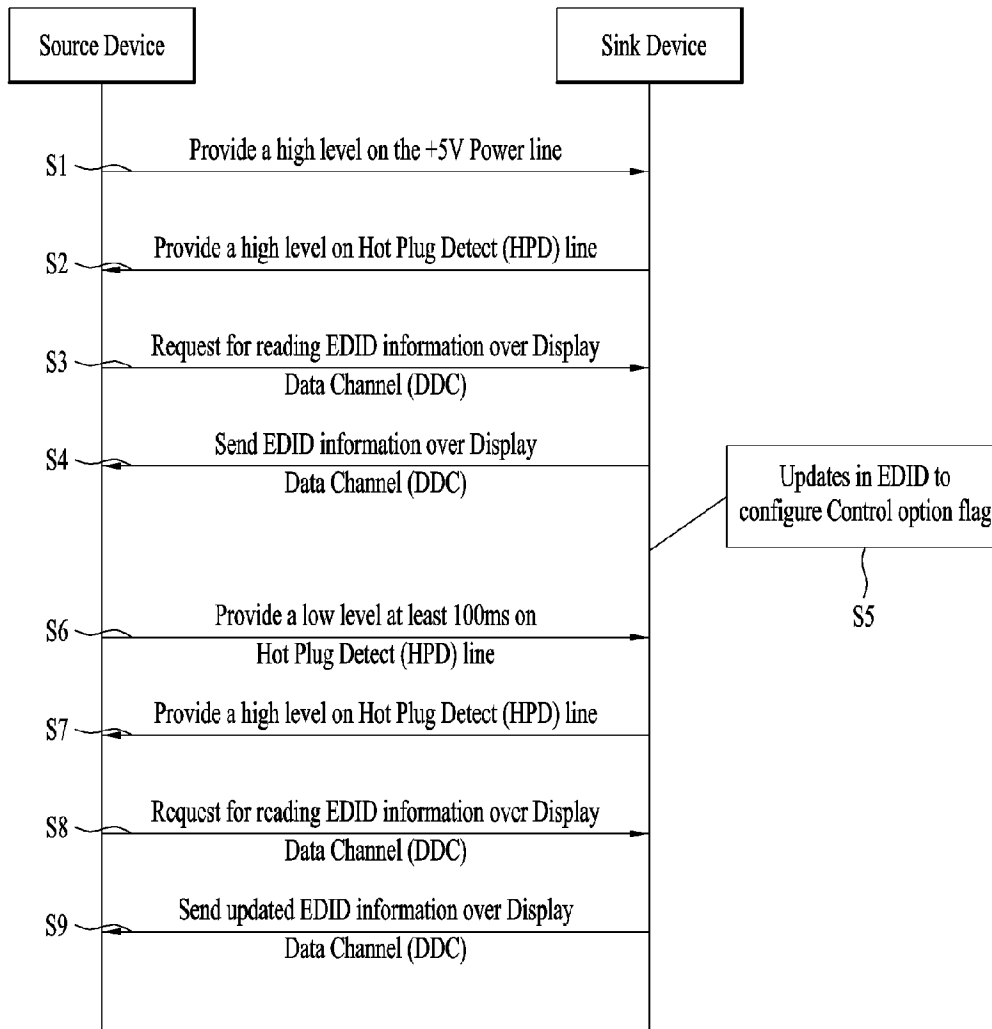 Source Device
Sink Device
S1
Provide a high level on the +5V Power line
S2
Provide a high level on Hot Plug Detect (HPD) line
S3
Request for reading EDID information over Display
Data Channel (DDC)
S4
Send EDID information over Display
Data Channel (DDC)
Updates in EDID to
configure Control option flag
S5
S6
Provide a low level at least 100ms on
Hot Plug Detect (HPD) line
S7
Provide a high level on Hot Plug Detect (HPD) line
S8
Request for reading EDID information over Display
Data Channel (DDC)
S9
Send updated EDID information over Display
Data Channel (DDC)